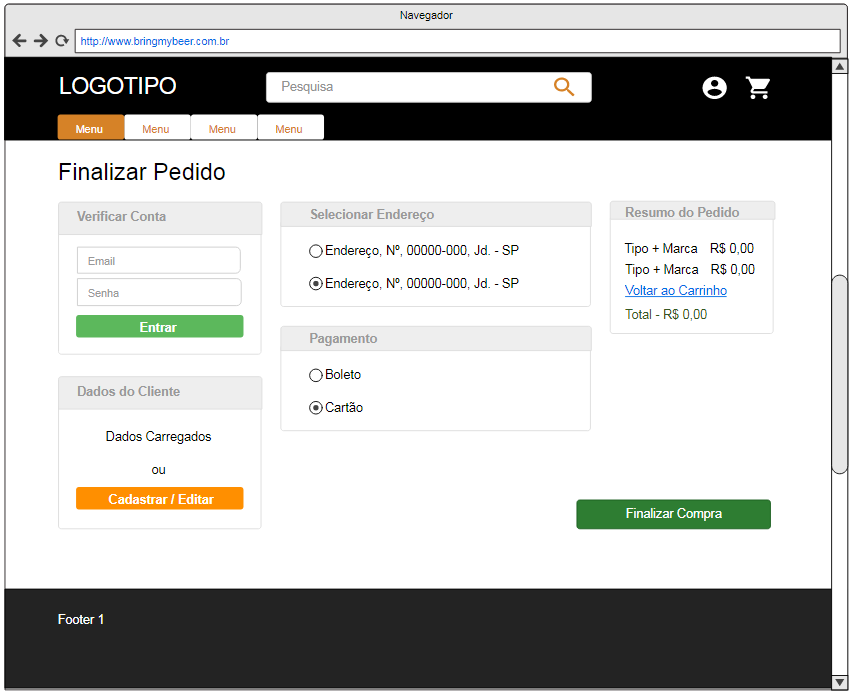 Navegador
http://www.bringmybeer.com.br
LOGOTIPO
Pesquisa
Menu
Menu
Menu
Menu
Finalizar Pedido
Verificar Conta
Email
Senha
Entrar
Dados do Cliente
Dados Carregados
ou
Cadastrar / Editar
Selecionar Endereço
Endereço, Nº, 00000-000, Jd. - SP
Endereço, Nº, 00000-000, Jd. - SP
Pagamento
Boleto
Cartão
Resumo do Pedido
Tipo + Marca R$ 0,00
Tipo + Marca R$ 0,00
Voltar ao Carrinho
Total - R$ 0,00
Finalizar Compra
Footer 1